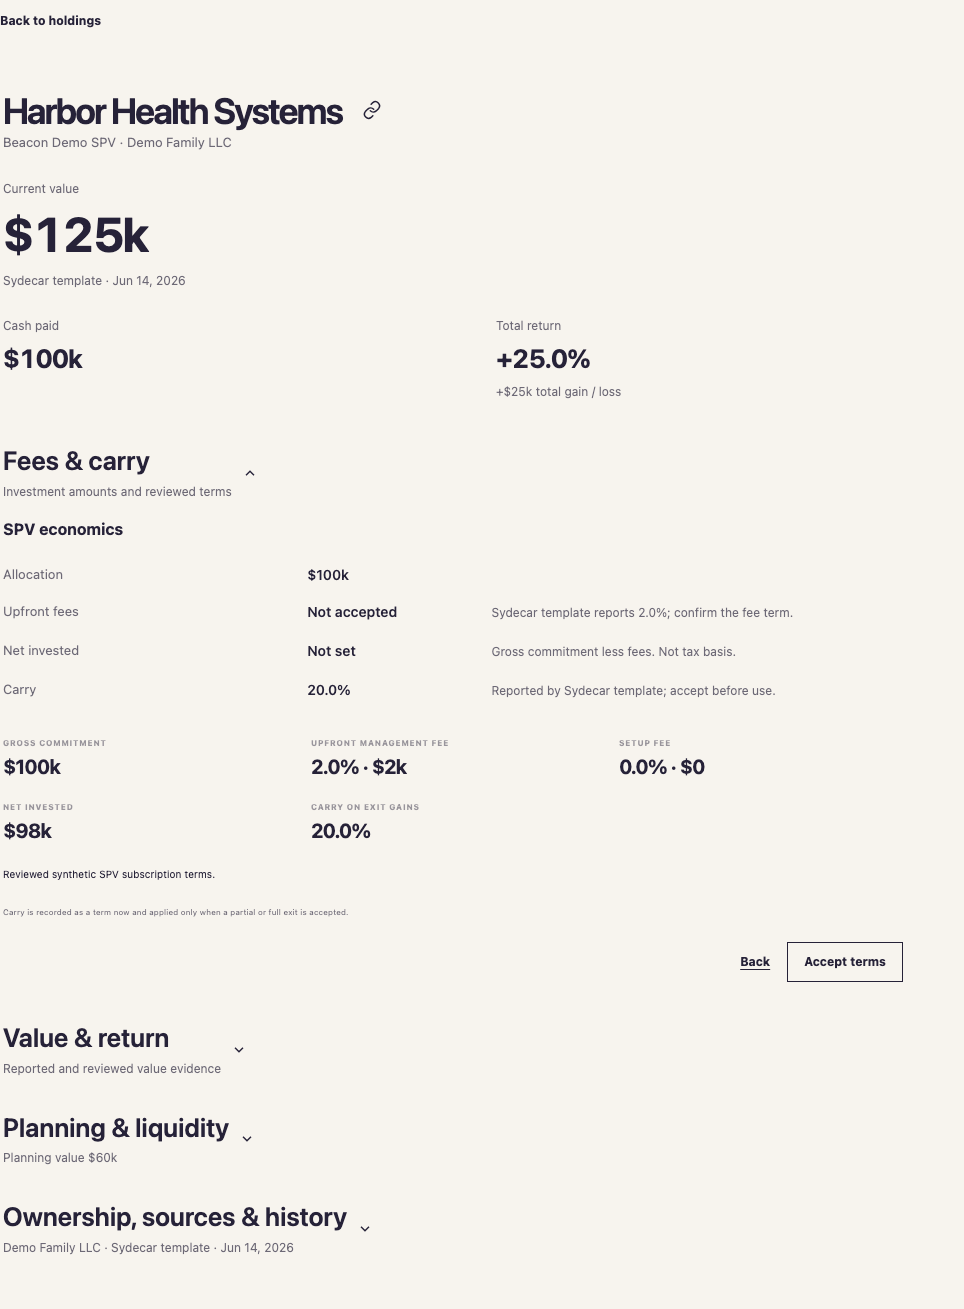 Back to holdings
Harbor Health Systems
Beacon Demo SPV · Demo Family LLC
Current value
$125k
Sydecar template · Jun 14, 2026
Cash paid
Total return
$100k
+25.0%
+$25k total gain / loss
Fees & carry
Investment amounts and reviewed terms
SPV economics
Allocation $100k
Upfront fees Not accepted Sydecar template reports 2.0%; confirm the fee term.
Net invested Not set Gross commitment less fees. Not tax basis.
Carry 20.0% Reported by Sydecar template; accept before use.
GROSS COMMITMENT UPFRONT MANAGEMENT FEE SETUP FEE
$100k 2.0% · $2k 0.0% · $0
NET INVESTED CARRY ON EXIT GAINS
$98k 20.0%
Reviewed synthetic SPV subscription terms.
Carry is recorded as a term now and applied only when a partial or full exit is accepted.
Back Accept terms
Value & return
Reported and reviewed value evidence
Planning & liquidity
Planning value $60k
Ownership, sources & history
Demo Family LLC · Sydecar template · Jun 14, 2026